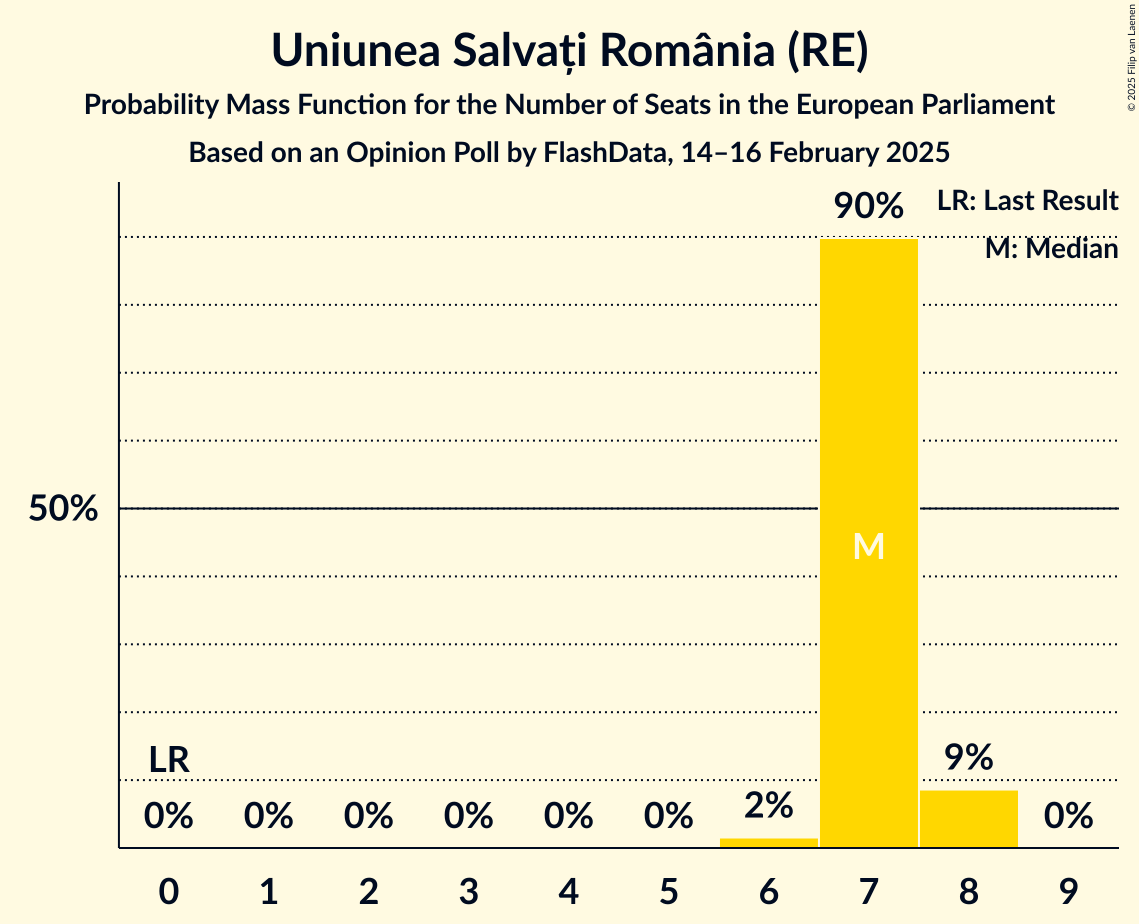 Uniunea Salvați România (RE)
Probability Mass Function for the Number of Seats in the European Parliament
Based on an Opinion Poll by FlashData, 14–16 February 2025
© 2025 Filip van Laenen
LR: Last Result
M: Median
90%
50%
M
LR
0%
0%
0%
0%
0%
0%
2%
9%
0%
0
1
2
3
4
5
6
7
8
9